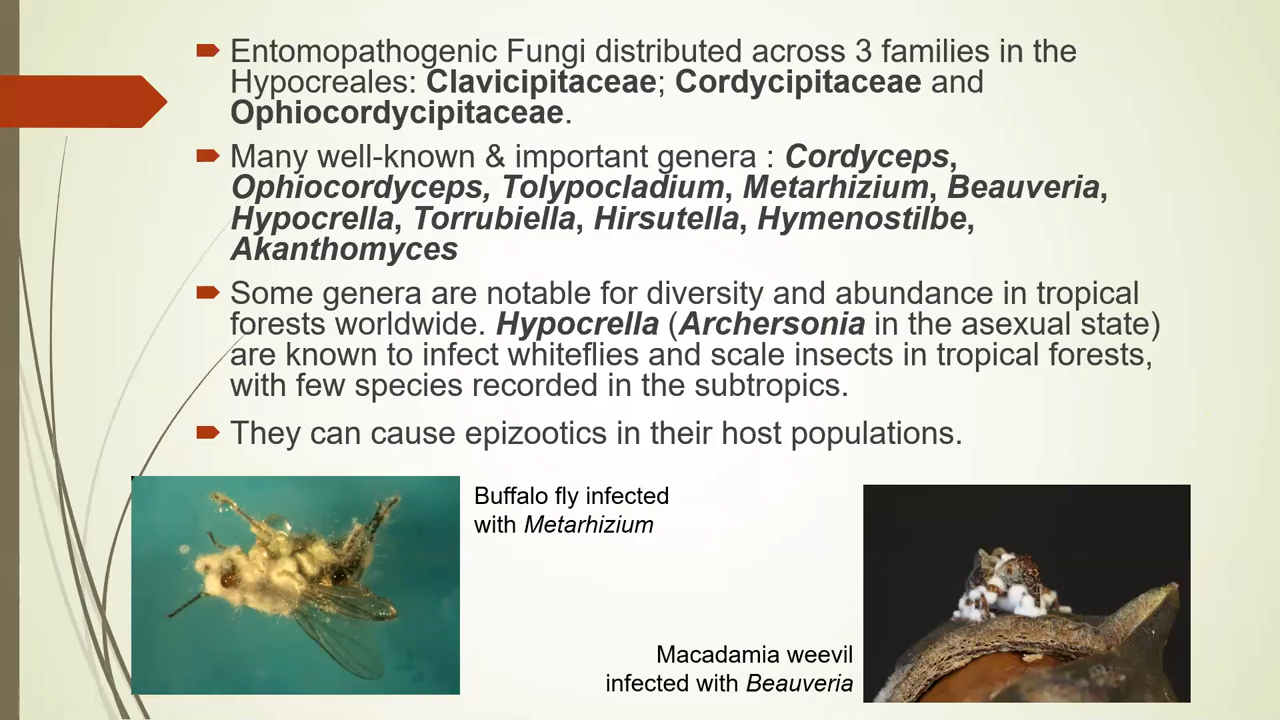 Entomopathogenic Fungi distributed across 3 families in the
Hypocreales: Clavicipitaceae; Cordycipitaceae and
Ophiocordycipitaceae.
Many well-known & important genera : Cordyceps,
Ophiocordyceps, Tolypocladium, Metarhizium, Beauveria,
Hypocrella, Torrubiella, Hirsutella, Hymenostilbe,
Akanthomyces
Some genera are notable for diversity and abundance in tropical
forests worldwide. Hypocrella (Archersonia in the asexual state)
are known to infect whiteflies and scale insects in tropical forests,
with few species recorded in the subtropics.
They can cause epizootics in their host populations.
Buffalo fly infected
with Metarhizium
Macadamia weevil
infected with Beauveria